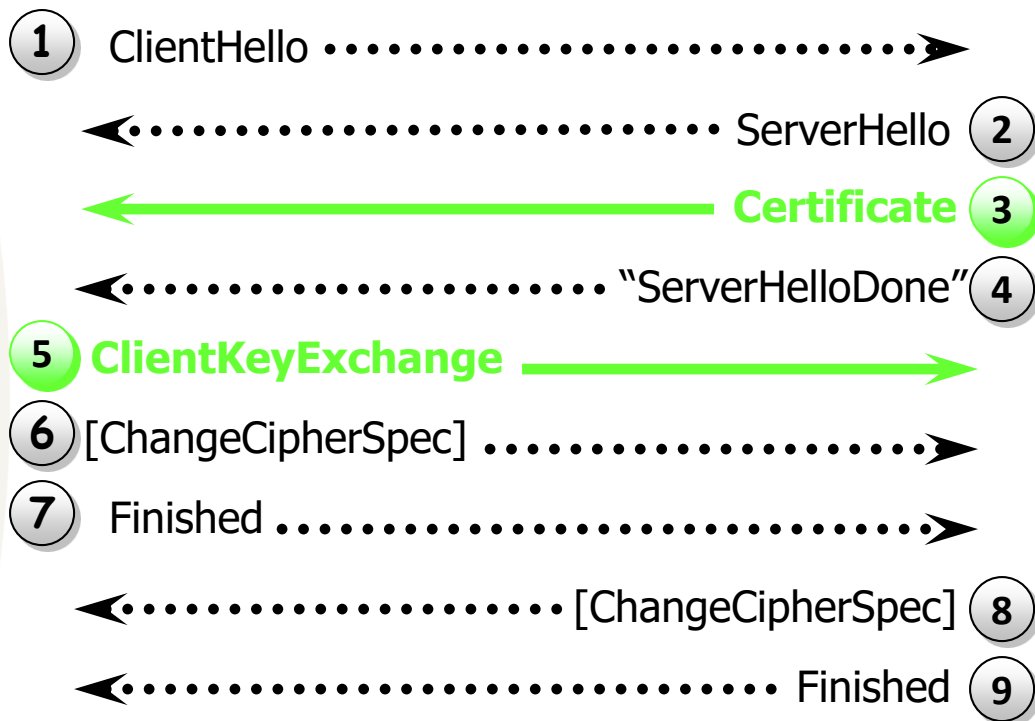 1 ClientHello
ServerHello 2
Certificate 3
“ServerHelloDone” 4
5 ClientKeyExchange
6 [ChangeCipherSpec]
7 Finished
[ChangeCipherSpec] 8
Finished 9